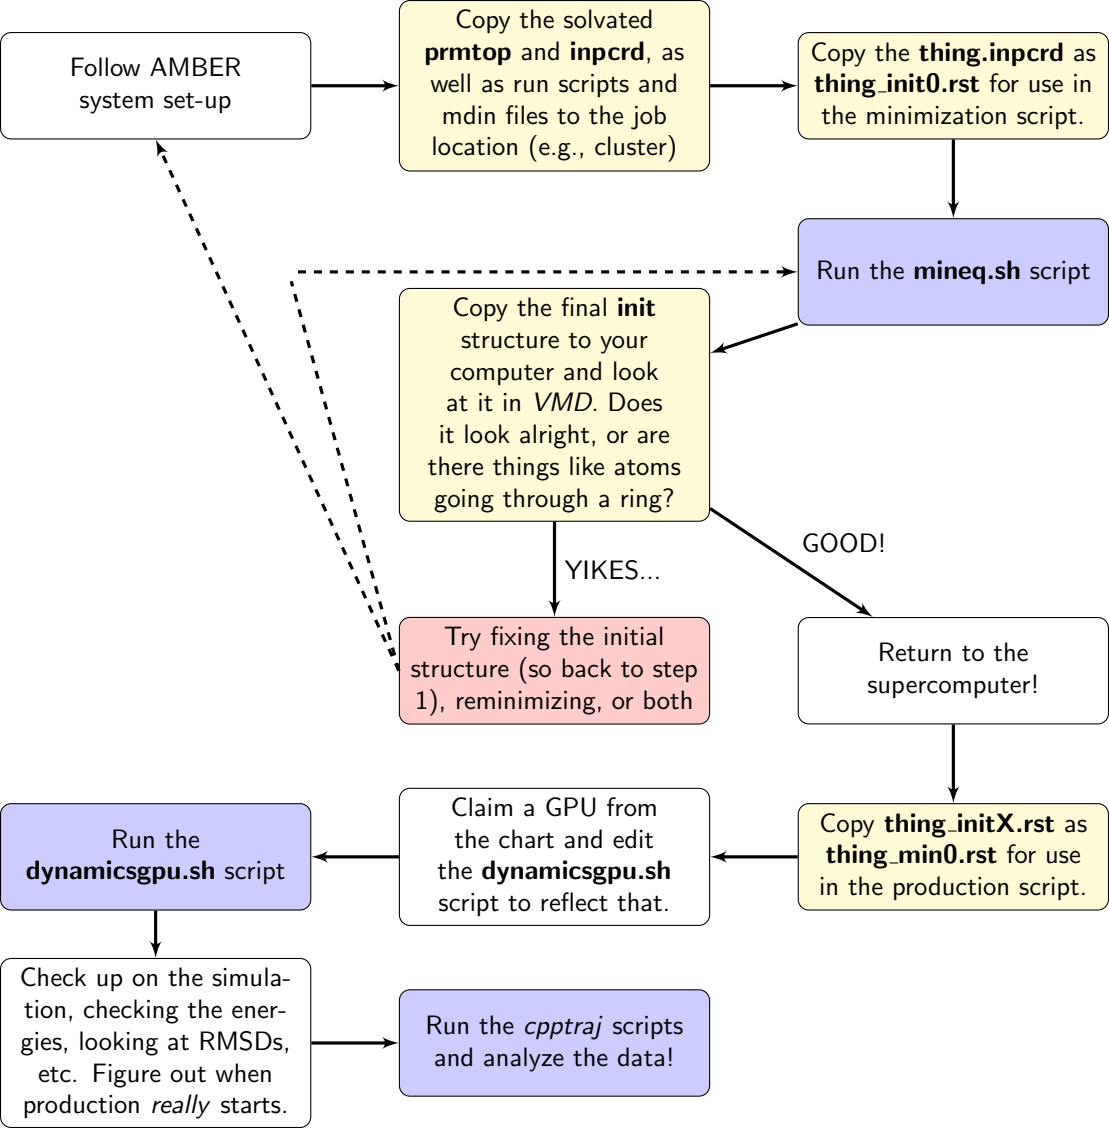 Follow AMBER
system set-up
Copy the solvated
prmtop and inpcrd, as
well as run scripts and
mdin files to the job
location (e.g., cluster)
Copy the thing.inpcrd as
thing_init0.rst for use in
the minimization script.
Run the mineq.sh script
Copy the final init
structure to your
computer and look
at it in VMD. Does
it look alright, or are
there things like atoms
going through a ring?
GOOD!
YIKES...
Try fixing the initial
structure (so back to step
1), reminimizing, or both
Return to the
supercomputer!
Copy thing_initX.rst as
thing_min0.rst for use
in the production script.
Claim a GPU from
the chart and edit
the dynamicsgpu.sh
script to reflect that.
Run the
dynamicsgpu.sh script
Check up on the simula-
tion, checking the ener-
gies, looking at RMSDs,
etc. Figure out when
production really starts.
Run the cpptraj scripts
and analyze the data!